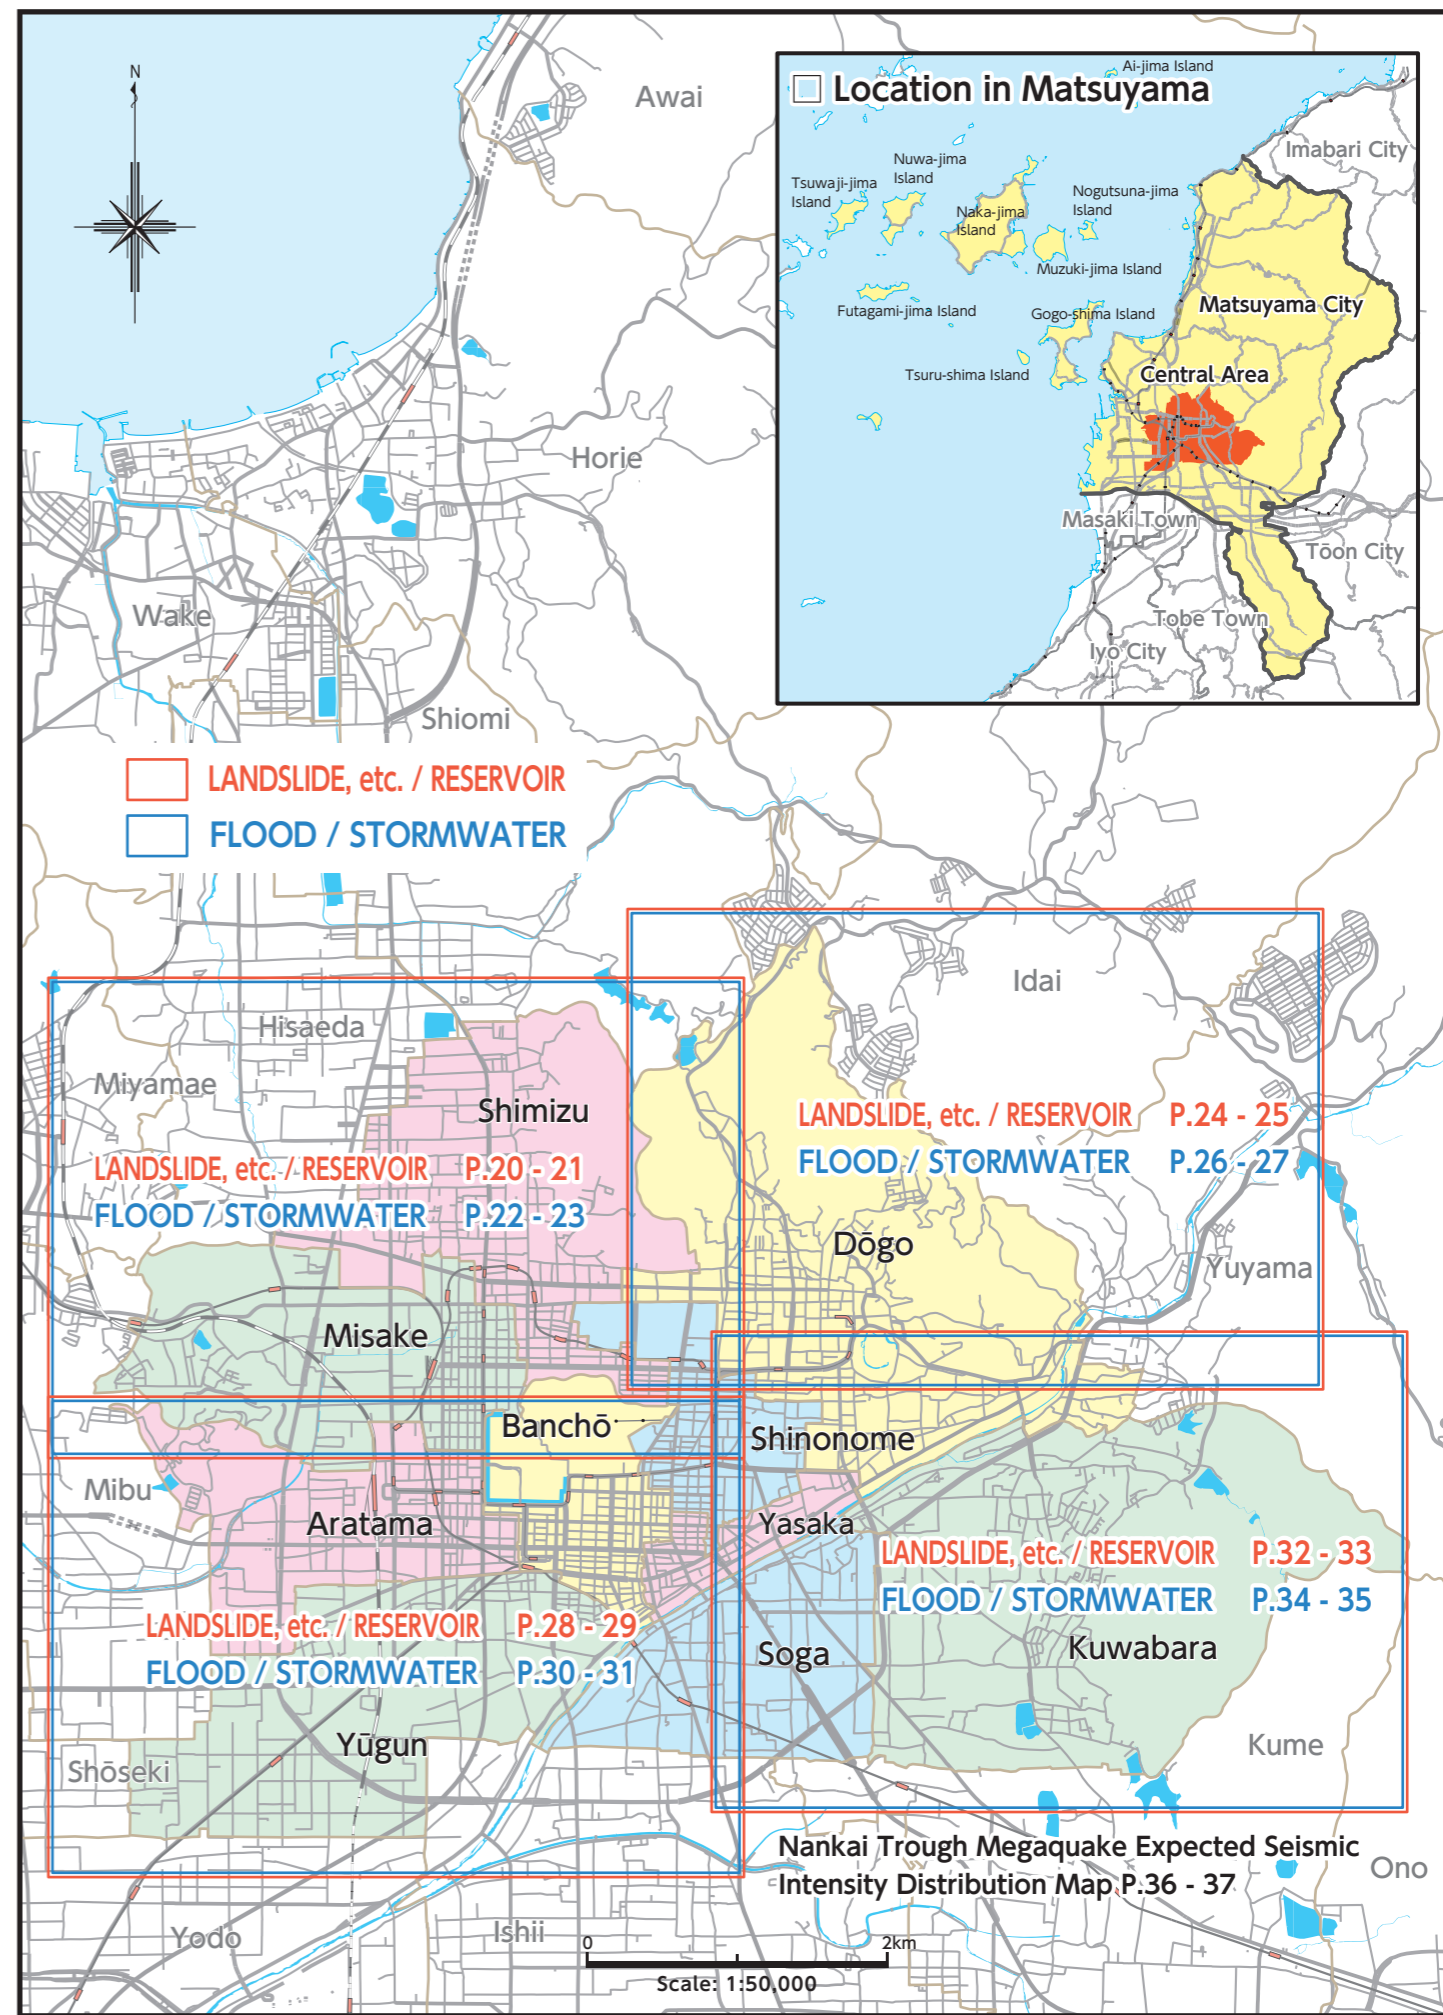 N
Awai
Location in Matsuyama
Ai-jima Island
Imabari City
Nuwa-jima
Island
Tsuwaji-jima
Island
Naka-jima
Island
Nogutsuna-jima
Island
Muzuki-jima Island
Futagami-jima Island
Gogo-shima Island
Matsuyama City
Tsuru-shima Island
Central Area
Masaki Town
Tōon City
Tobe Town
Iyo City
Horie
Wake
Shiomi
LANDSLIDE, etc. / RESERVOIR
FLOOD / STORMWATER
Idai
Hisaeda
Miyamae
Shimizu
LANDSLIDE, etc. / RESERVOIR P.24 - 25
FLOOD / STORMWATER P.26 - 27
LANDSLIDE, etc. / RESERVOIR P.20 - 21
FLOOD / STORMWATER P.22 - 23
Dōgo
Yuyama
Misake
Banchō
Shinonome
Mibu
Aratama
Yasaka
LANDSLIDE, etc. / RESERVOIR P.32 - 33
FLOOD / STORMWATER P.34 - 35
LANDSLIDE, etc. / RESERVOIR P.28 - 29
FLOOD / STORMWATER P.30 - 31
Soga
Kuwabara
Yūgun
Kume
Shōseki
Nankai Trough Megaquake Expected Seismic
Intensity Distribution Map P.36 - 37
Ono
Yodo
Ishii
0 2km
Scale: 1:50,000